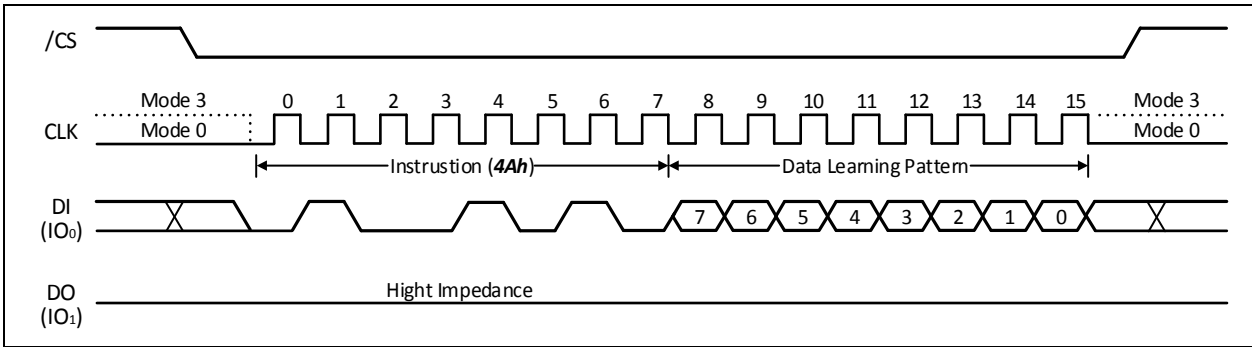 /CS
Mode 3 0 1 2 3 4 5 6 7 8 9 10 11 12 13 14 15 Mode 3
CLK Mode 0 Mode 0
Instrustion (4Ah) Data Learning Pattern
DI
(IO0) 7 6 5 4 3 2 1 0
DO Hight Impedance
(IO1)